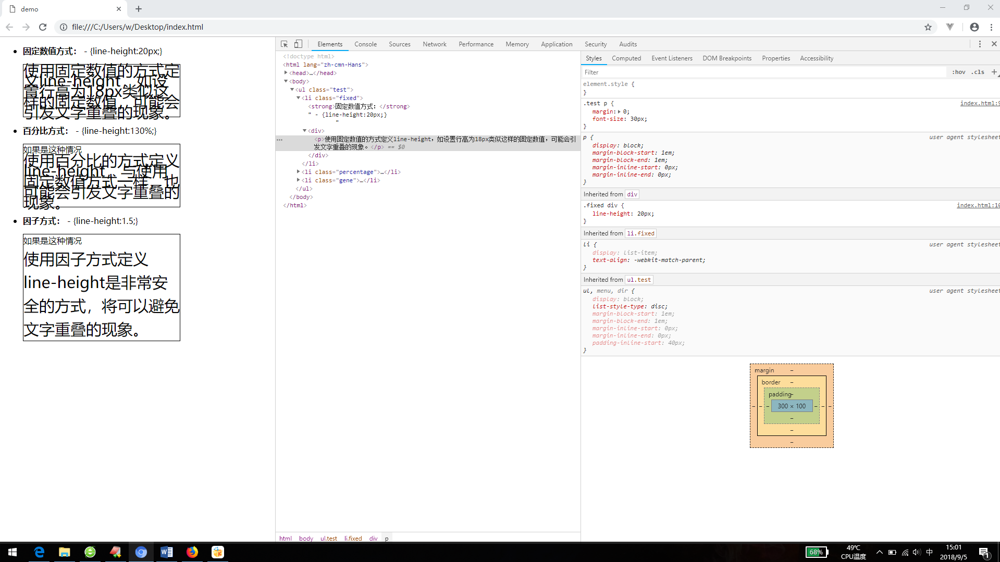 demo
file:///C:/Users/w/Desktop/index.html
固定数值方式： - {line-height:20px;}
使用固定数值的方式定
义line-height，如设
置行高为18px类似这
样的固定数值，可能会
引发文字重叠的现象。
百分比方式： - {line-height:130%;}
如果是这种情况
使用百分比的方式定义
line-height，与使用
固定数值方式一样，也
可能会引发文字重叠的
现象。
因子方式： - {line-height:1.5;}
如果是这种情况
使用因子方式定义
line-height是非常安
全的方式，将可以避免
文字重叠的现象。
Elements Console Sources Network Performance Memory Application Security Audits
<!doctype html>
<html lang="zh-cmn-Hans">
<head>…</head>
<body>
<ul class="test">
<li class="fixed">
<strong>固定数值方式：</strong>
" - {line-height:20px;}
"
<div>
<p>使用固定数值的方式定义line-height，如设置行高为18px类似这样的固定数值，可能会引
发文字重叠的现象。</p> == $0
</div>
</li>
<li class="percentage">…</li>
<li class="gene">…</li>
</ul>
</body>
</html>
html body ul.test li.fixed div p
Styles Computed Event Listeners DOM Breakpoints Properties Accessibility
Filter :hov .cls +
element.style {
}
.test p { index.html:9
margin: 0;
font-size: 30px;
}
p { user agent stylesheet
display: block;
margin-block-start: 1em;
margin-block-end: 1em;
margin-inline-start: 0px;
margin-inline-end: 0px;
}
Inherited from div
.fixed div { index.html:10
line-height: 20px;
}
Inherited from li.fixed
li { user agent stylesheet
display: list-item;
text-align: -webkit-match-parent;
}
Inherited from ul.test
ul, menu, dir { user agent stylesheet
display: block;
list-style-type: disc;
margin-block-start: 1em;
margin-block-end: 1em;
margin-inline-start: 0px;
margin-inline-end: 0px;
padding-inline-start: 40px;
}
margin –
border –
padding –
– – – 300 × 100 – – –
–
–
–
68%
49℃
CPU温度
中
15:01
2018/9/5
1